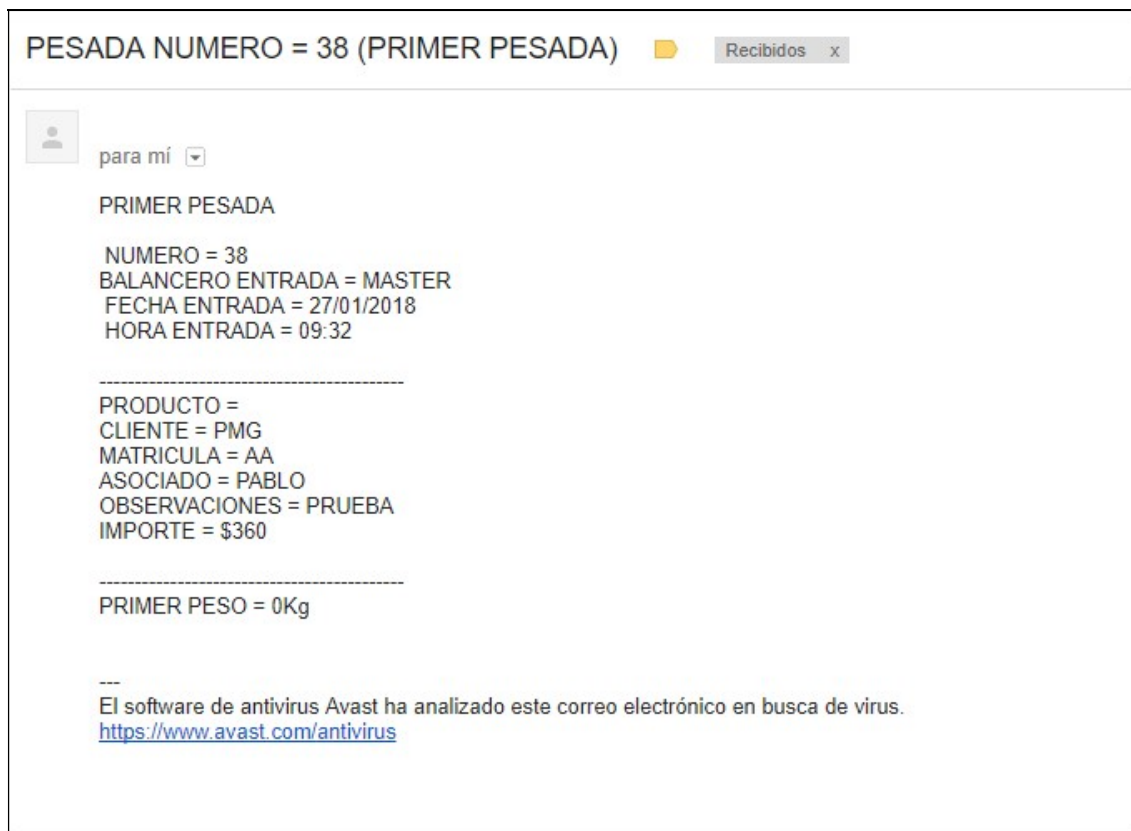 PESADA NUMERO = 38 (PRIMER PESADA)
Recibidos x
para mí
PRIMER PESADA
NUMERO = 38
BALANCERO ENTRADA = MASTER
FECHA ENTRADA = 27/01/2018
HORA ENTRADA = 09:32
-------------------------------------------
PRODUCTO =
CLIENTE = PMG
MATRICULA = AA
ASOCIADO = PABLO
OBSERVACIONES = PRUEBA
IMPORTE = $360
-------------------------------------------
PRIMER PESO = 0Kg
---
El software de antivirus Avast ha analizado este correo electrónico en busca de virus.
https://www.avast.com/antivirus